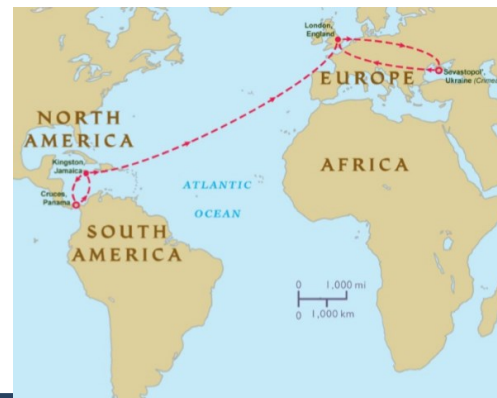 London,
England
Sevastopol',
Ukraine (Crimea
EUROPE
NORTH
AMERICA
Kingston,
Jamaica
Cruces,
Panama
AFRICA
ATLANTIC
OCEAN
SOUTH
AMERICA
0 1,000 mi
0 1,000 km